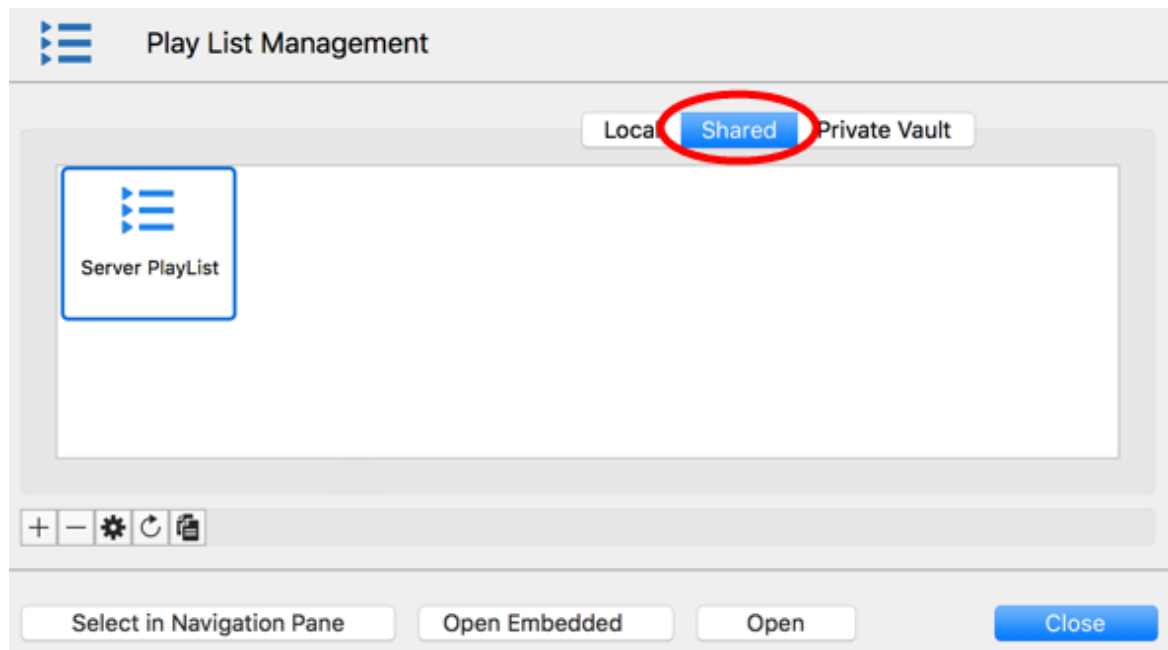 Play List Management
Local Shared Private Vault
Server PlayList
Select in Navigation Pane Open Embedded Open Close